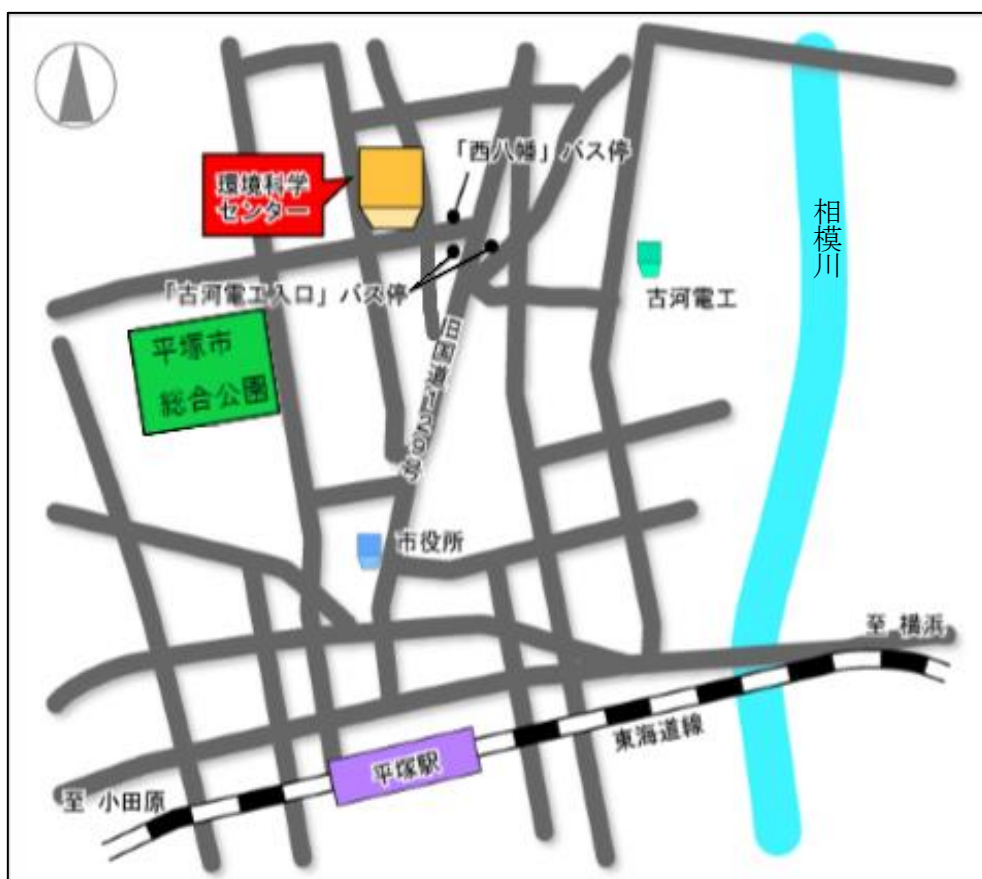 「西八幡」バス停
環境科学
センター
相模川
「古河電工入口」バス停
古河電工
平塚市
総合公園
旧国道129号
市役所
至 横浜
東海道線
平塚駅
至 小田原